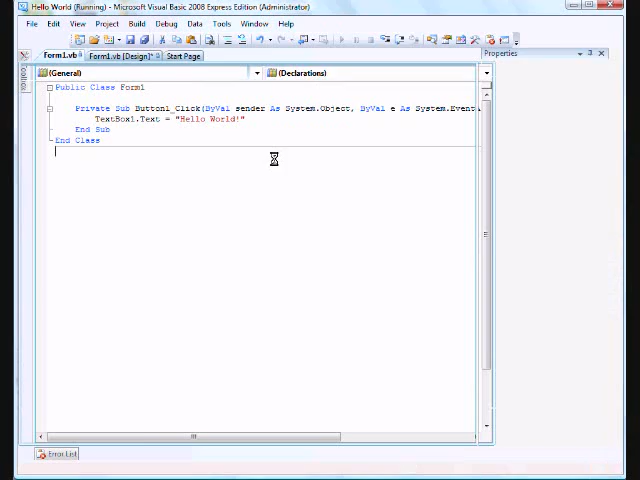 Hello World (Running) - Microsoft Visual Basic 2008 Express Edition (Administrator)
File Edit View Project Build Debug Data Tools Window Help
Form1.vb Form1.vb [Design]* Start Page
Properties
Toolbox
(General) (Declarations)
Public Class Form1
Private Sub Button1_Click(ByVal sender As System.Object, ByVal e As System.Event
TextBox1.Text = "Hello World!"
End Sub
End Class
Error List